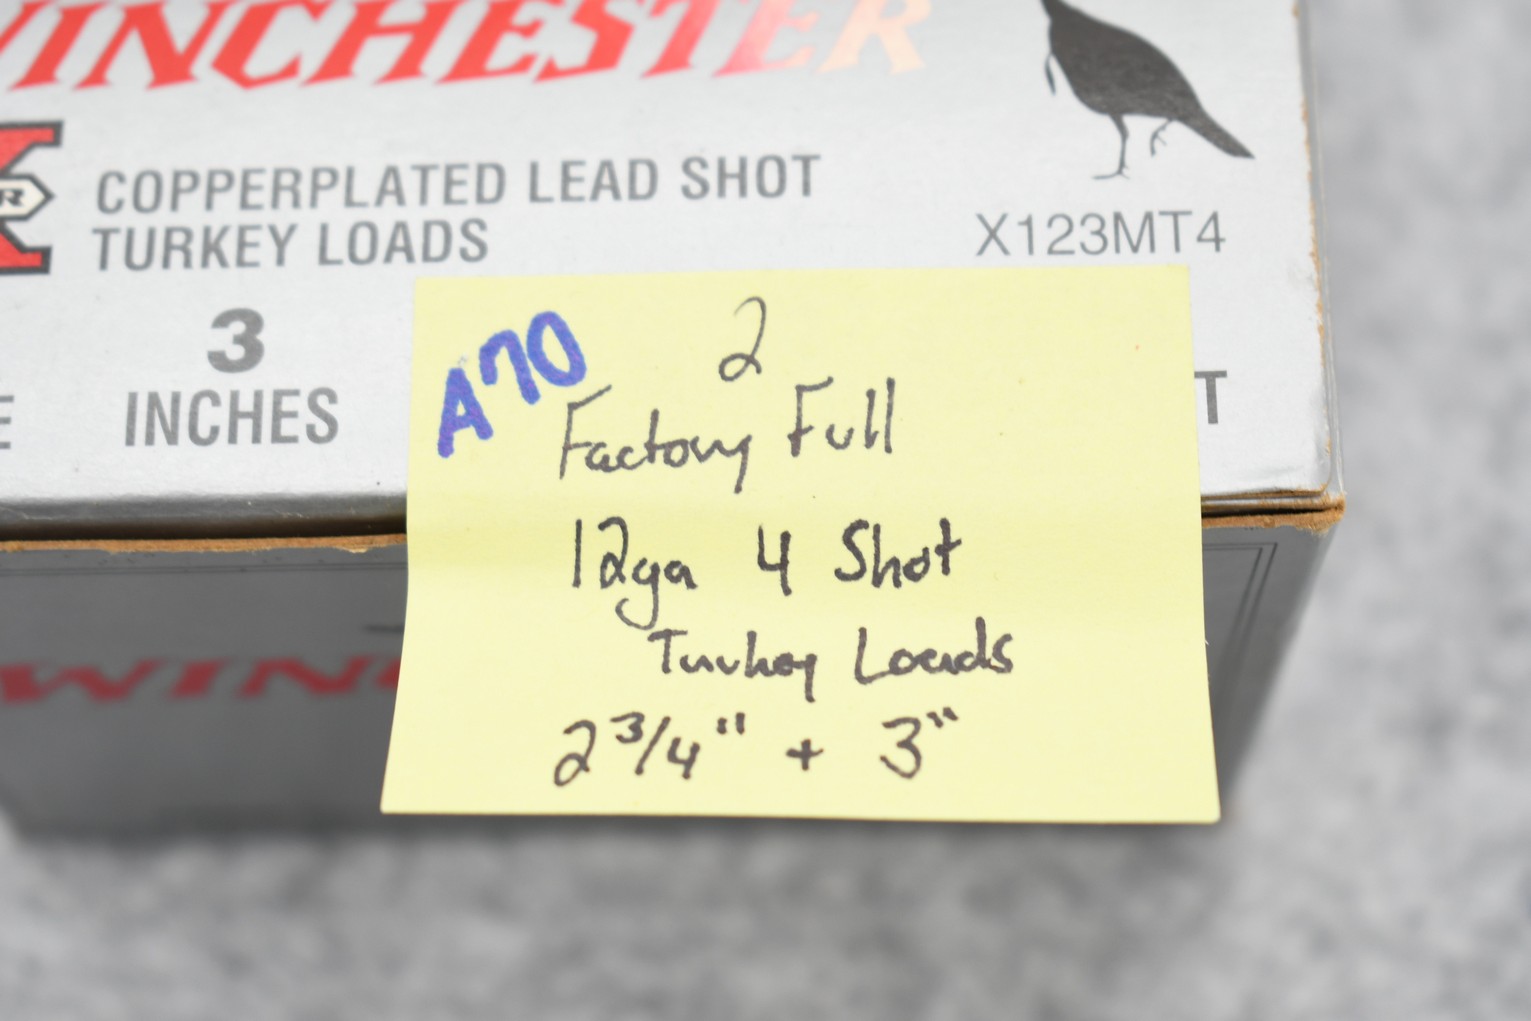 WINCHESTER
COPPERPLATED LEAD SHOT
TURKEY LOADS
X123MT4
3
INCHES
A70
2
Factory Full
12ga 4 Shot
Turkey Loads
2 3/4" + 3"